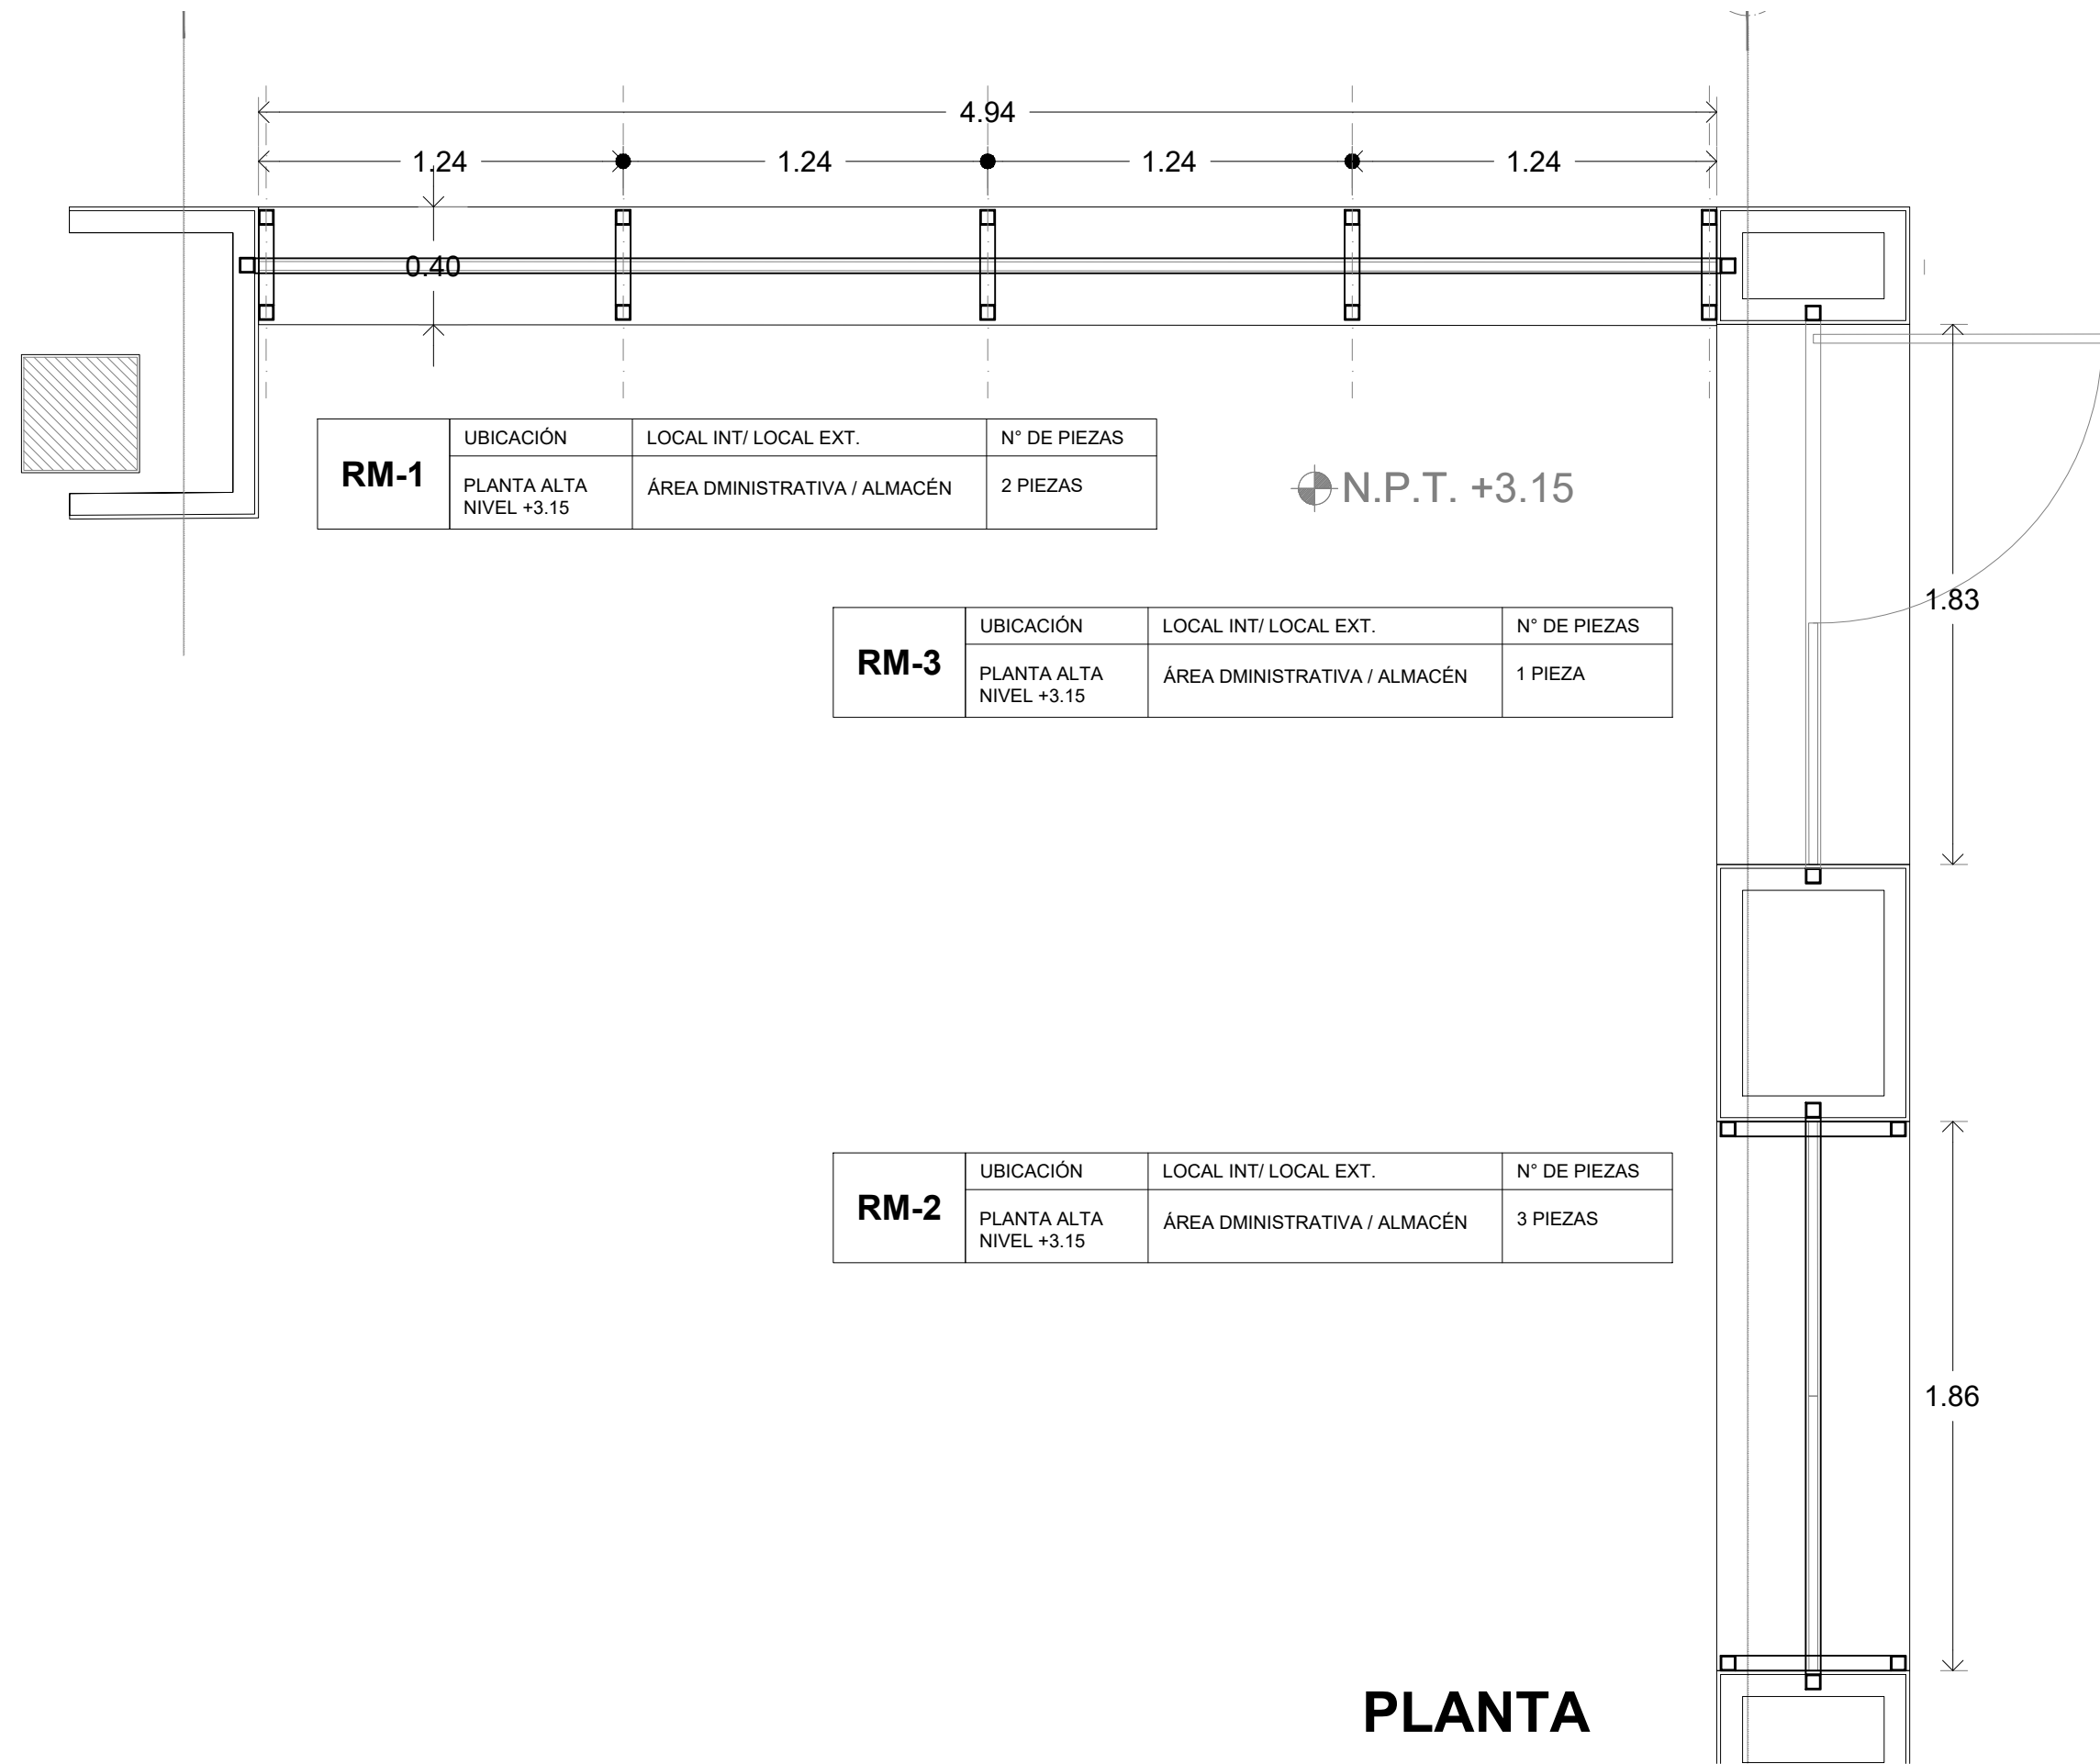 4.94
1.24 1.24 1.24 1.24
0.40
RM-1
UBICACIÓN LOCAL INT/ LOCAL EXT. N° DE PIEZAS
PLANTA ALTA ÁREA DMINISTRATIVA / ALMACÉN 2 PIEZAS
NIVEL +3.15
N.P.T. +3.15
1.83
RM-3
UBICACIÓN LOCAL INT/ LOCAL EXT. N° DE PIEZAS
PLANTA ALTA ÁREA DMINISTRATIVA / ALMACÉN 1 PIEZA
NIVEL +3.15
RM-2
UBICACIÓN LOCAL INT/ LOCAL EXT. N° DE PIEZAS
PLANTA ALTA ÁREA DMINISTRATIVA / ALMACÉN 3 PIEZAS
NIVEL +3.15
1.86
PLANTA